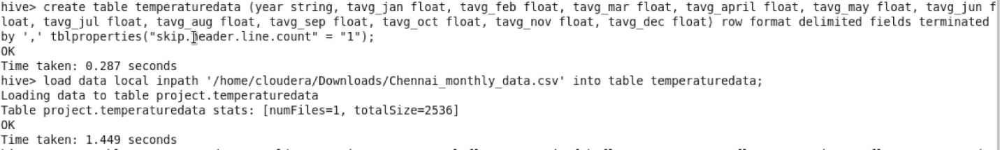 hive> create table temperaturedata (year string, tavg_jan float, tavg_feb float, tavg_mar float, tavg_april float, tavg_may float, tavg_jun f
loat, tavg_jul float, tavg_aug float, tavg_sep float, tavg_oct float, tavg_nov float, tavg_dec float) row format delimited fields terminated
by ',' tblproperties("skip.header.line.count" = "1");
OK
Time taken: 0.287 seconds
hive> load data local inpath '/home/cloudera/Downloads/Chennai_monthly_data.csv' into table temperaturedata;
Loading data to table project.temperaturedata
Table project.temperaturedata stats: [numFiles=1, totalSize=2536]
OK
Time taken: 1.449 seconds